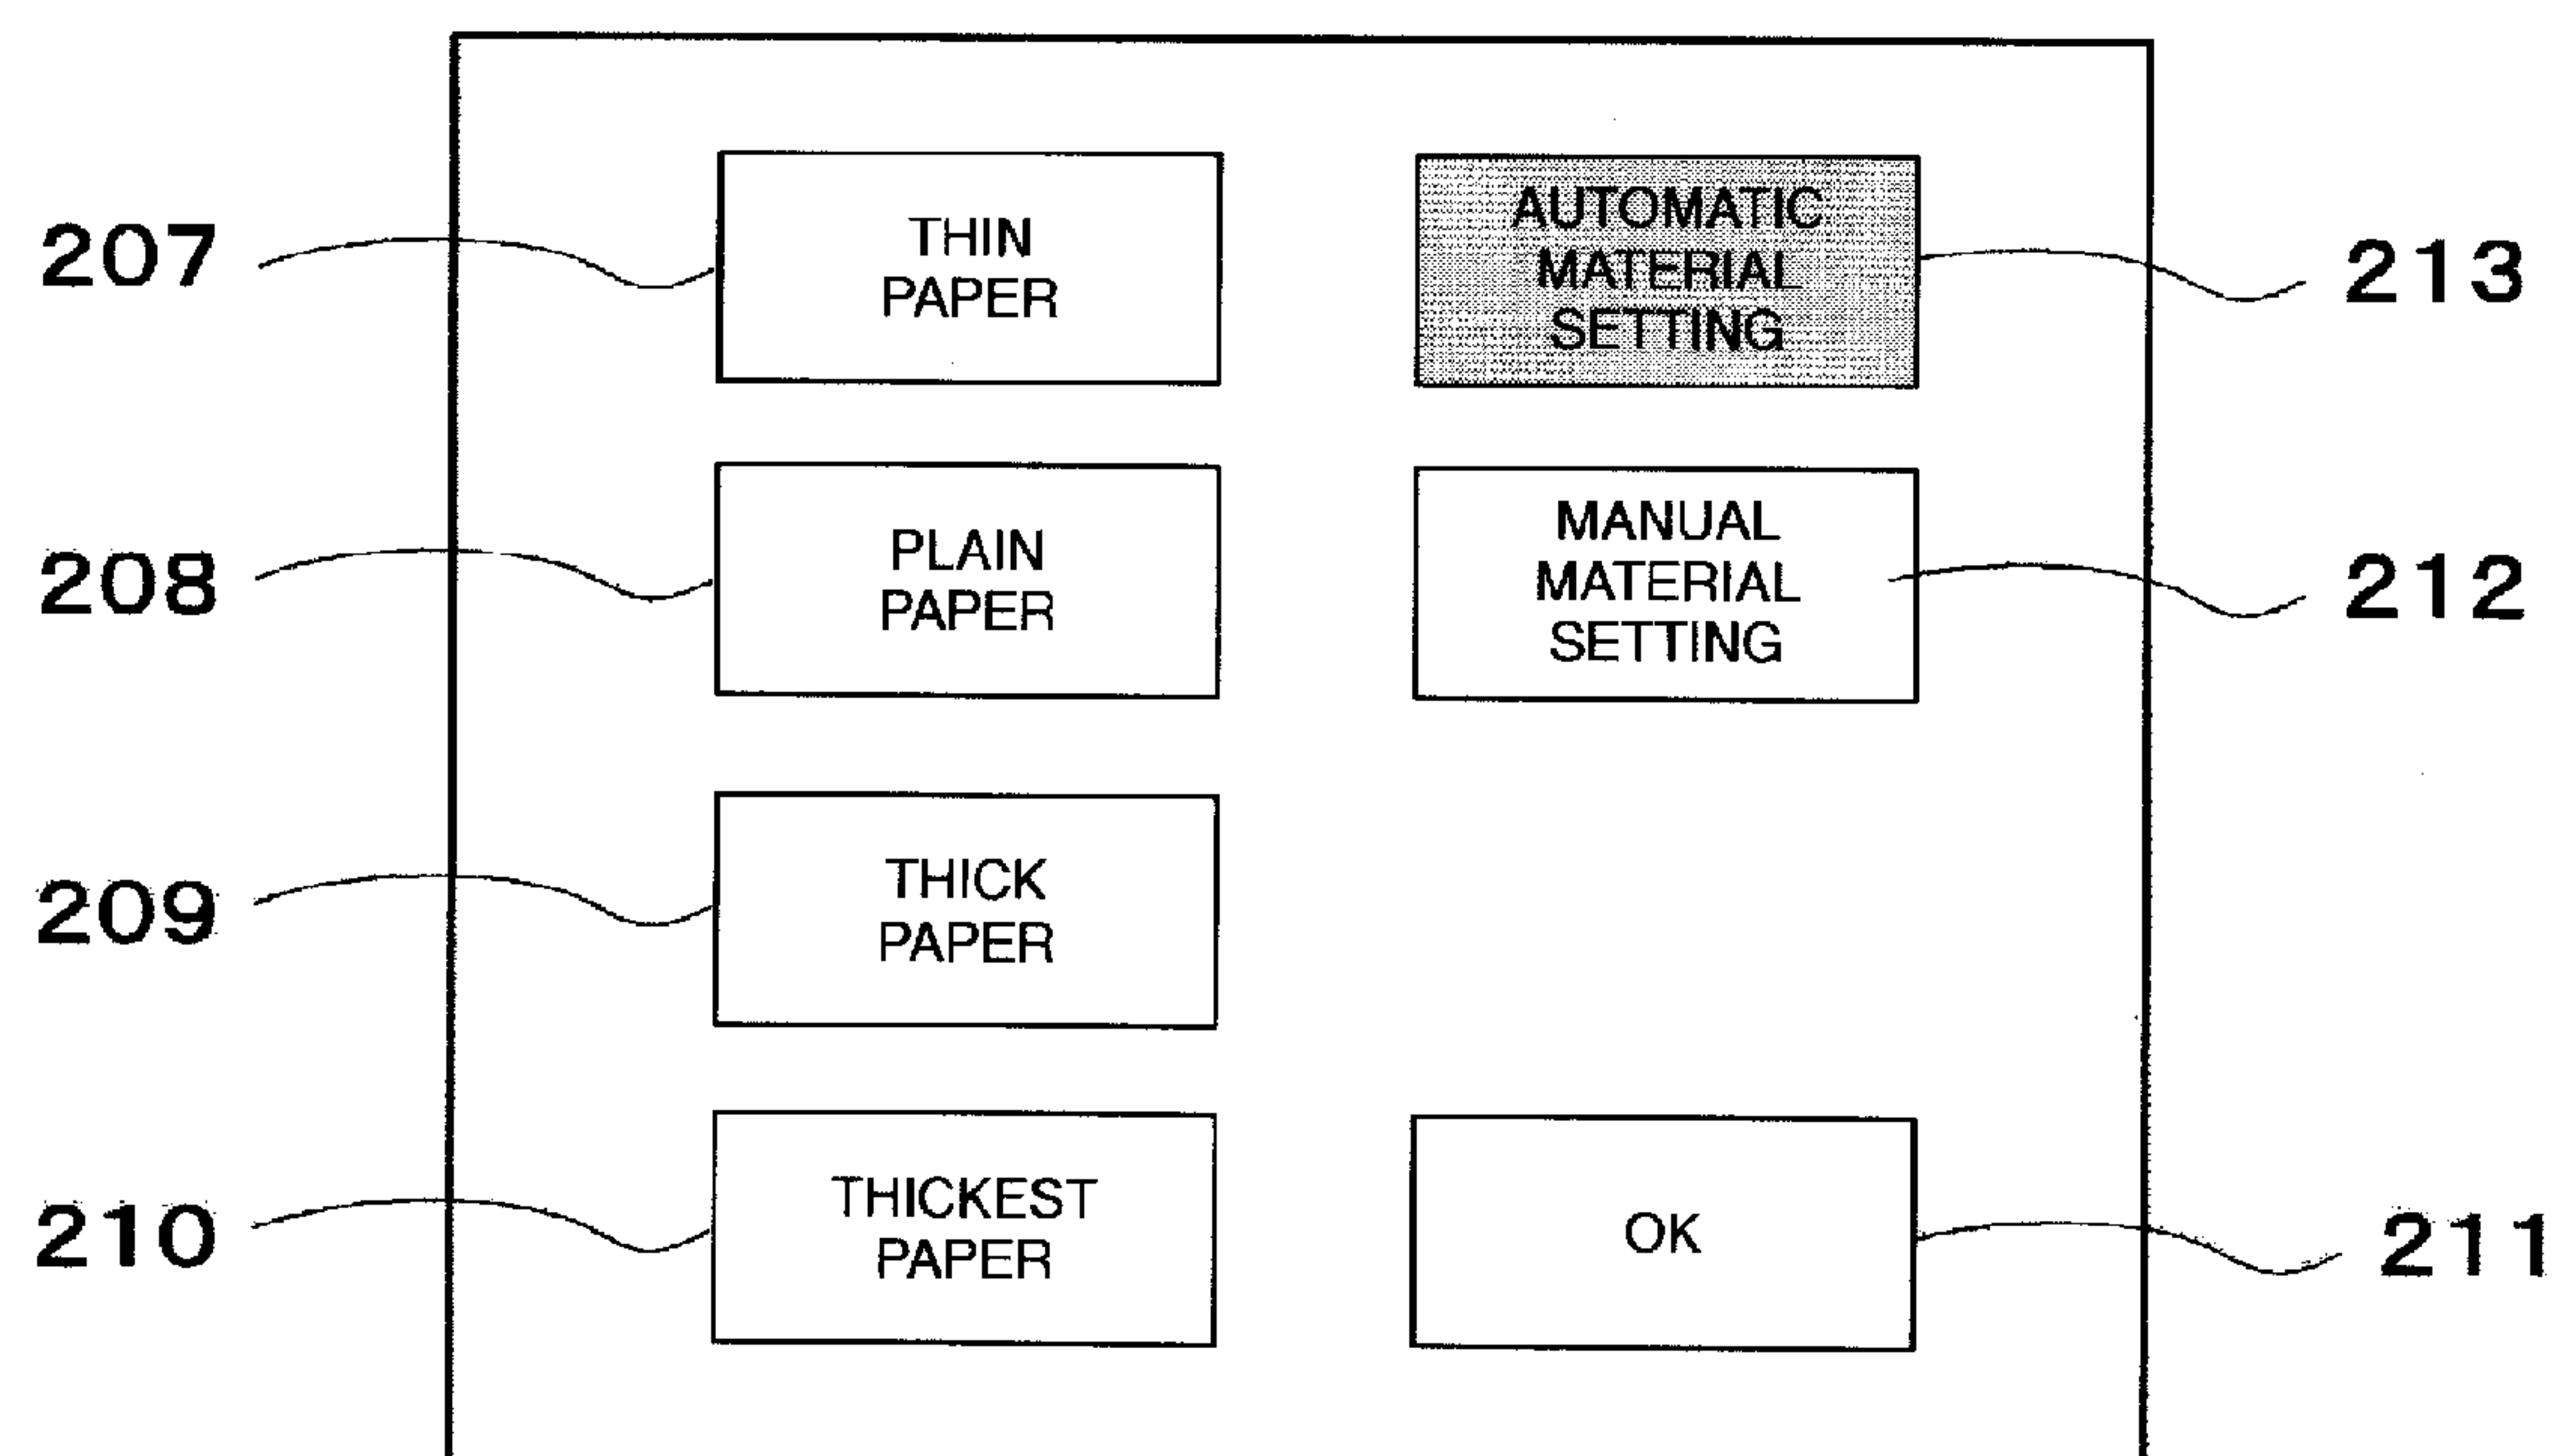 207
THIN
PAPER
AUTOMATIC
MATERIAL
SETTING
213
208
PLAIN
PAPER
MANUAL
MATERIAL
SETTING
212
209
THICK
PAPER
210
THICKEST
PAPER
OK
211